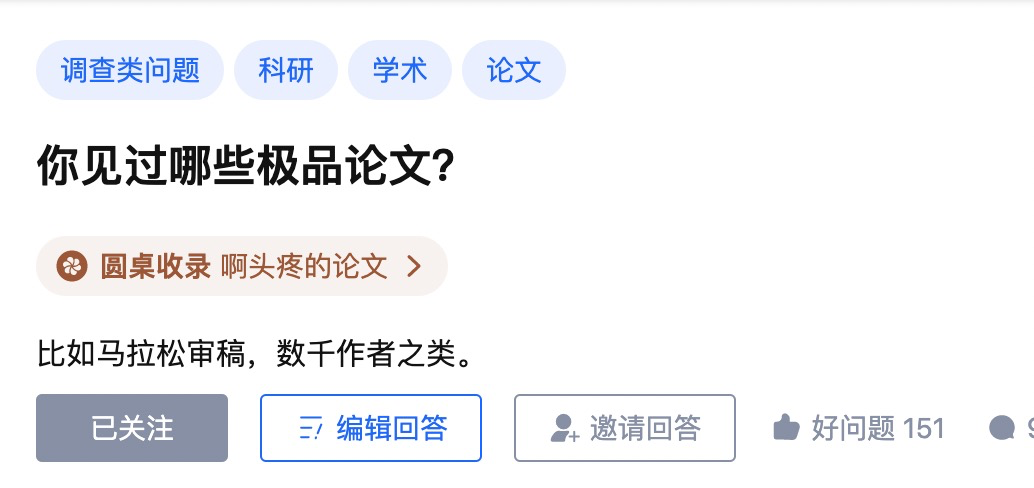 调查类问题 科研 学术 论文
你见过哪些极品论文?
圆桌收录 啊头疼的论文
比如马拉松审稿，数千作者之类。
已关注 编辑回答 邀请回答 好问题 151